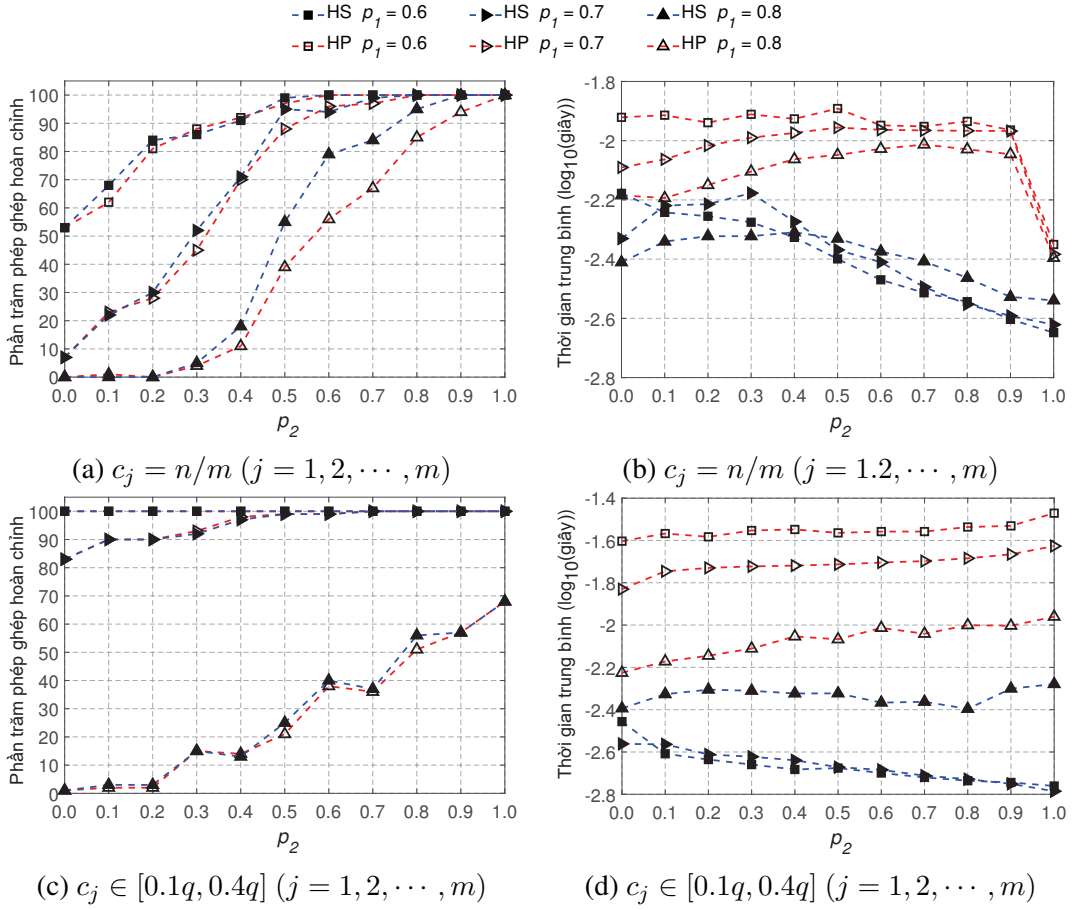 HS p1 = 0.6 HS p1 = 0.7 HS p1 = 0.8
HP p1 = 0.6 HP p1 = 0.7 HP p1 = 0.8
Phần trăm phép ghép hoàn chỉnh
100
90
80
70
60
50
40
30
20
10
0
0.0 0.1 0.2 0.3 0.4 0.5 0.6 0.7 0.8 0.9 1.0
p2
(a) cj = n/m (j = 1, 2, ⋯ , m)
Thời gian trung bình (log10(giây))
-1.8
-2
-2.2
-2.4
-2.6
-2.8
0.0 0.1 0.2 0.3 0.4 0.5 0.6 0.7 0.8 0.9 1.0
p2
(b) cj = n/m (j = 1.2, ⋯ , m)
Phần trăm phép ghép hoàn chỉnh
100
90
80
70
60
50
40
30
20
10
0
0.0 0.1 0.2 0.3 0.4 0.5 0.6 0.7 0.8 0.9 1.0
p2
(c) cj ∈ [0.1q, 0.4q] (j = 1, 2, ⋯ , m)
Thời gian trung bình (log10(giây))
-1.4
-1.6
-1.8
-2
-2.2
-2.4
-2.6
-2.8
0.0 0.1 0.2 0.3 0.4 0.5 0.6 0.7 0.8 0.9 1.0
p2
(d) cj ∈ [0.1q, 0.4q] (j = 1, 2, ⋯ , m)